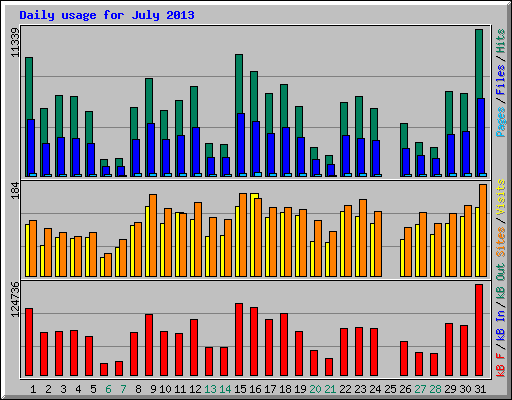 Daily usage for July 2013
11339
Pages / Files / Hits
184
Sites / Visits
124736
kB F / kB In / kB Out
1 2 3 4 5 6 7 8 9 10 11 12 13 14 15 16 17 18 19 20 21 22 23 24 25 26 27 28 29 30 31